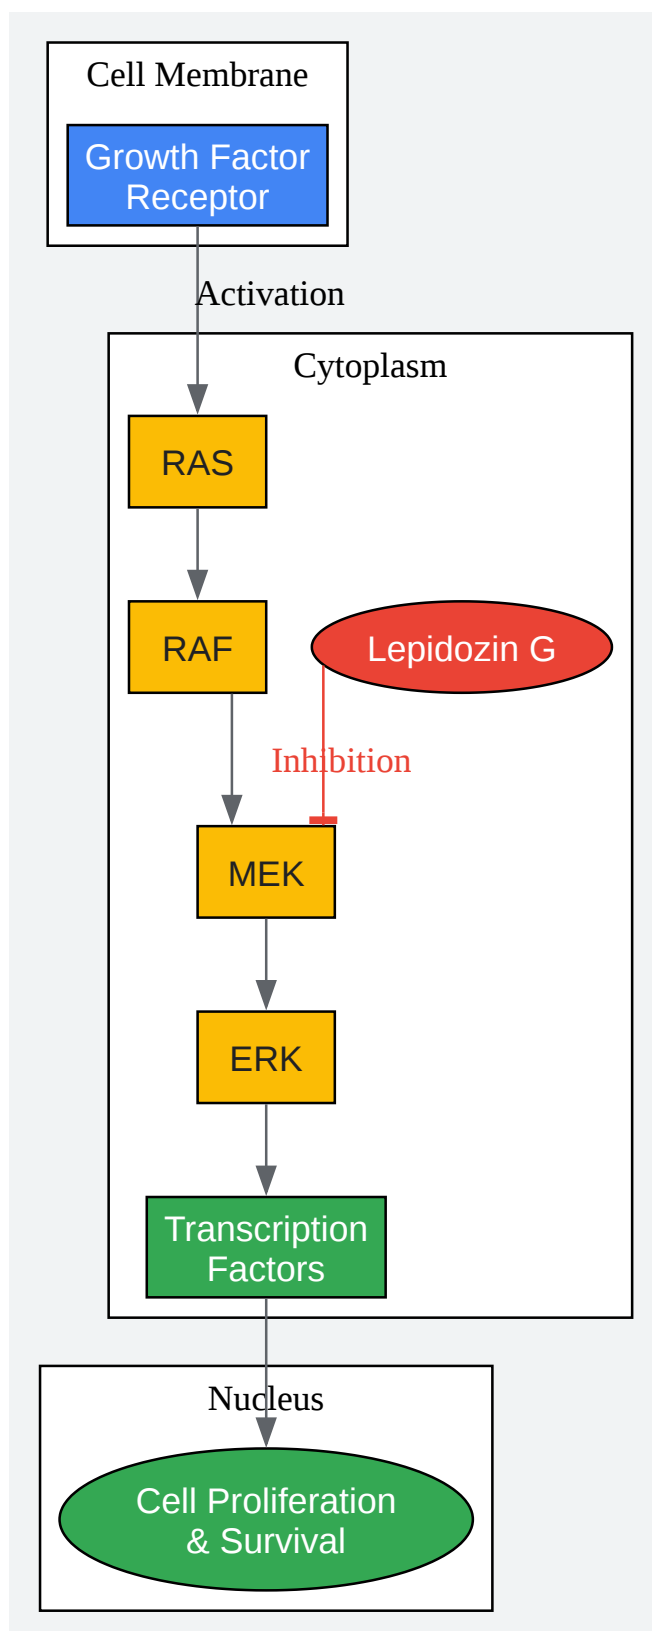 Cell Membrane
Growth Factor
Receptor
Activation
Cytoplasm
RAS
RAF
Lepidozin G
Inhibition
MEK
ERK
Transcription
Factors
Nucleus
Cell Proliferation
& Survival